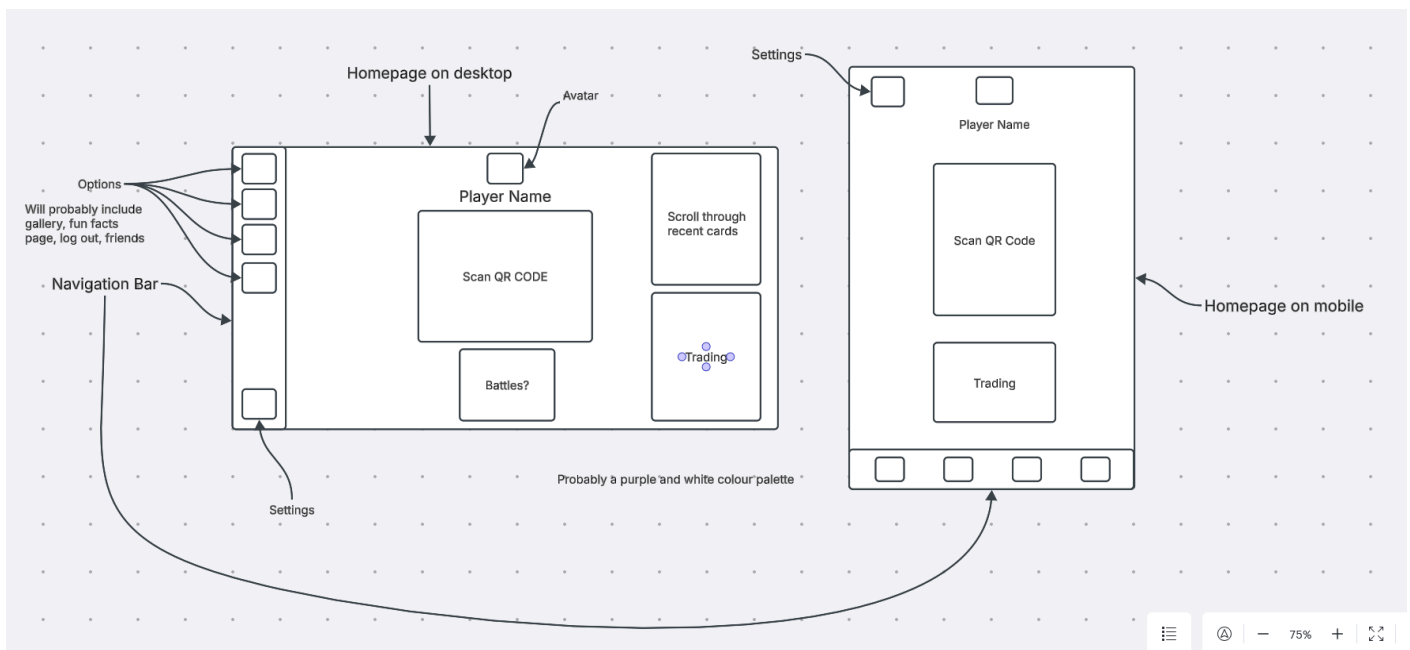 Settings
Homepage on desktop
Avatar
Player Name
Options
Player Name
Will probably include
gallery, fun facts
page, log out, friends
Scroll through
recent cards
Scan QR Code
Scan QR CODE
Navigation Bar
Homepage on mobile
Trading
Battles?
Trading
Probably a purple and white colour palette
Settings
75%